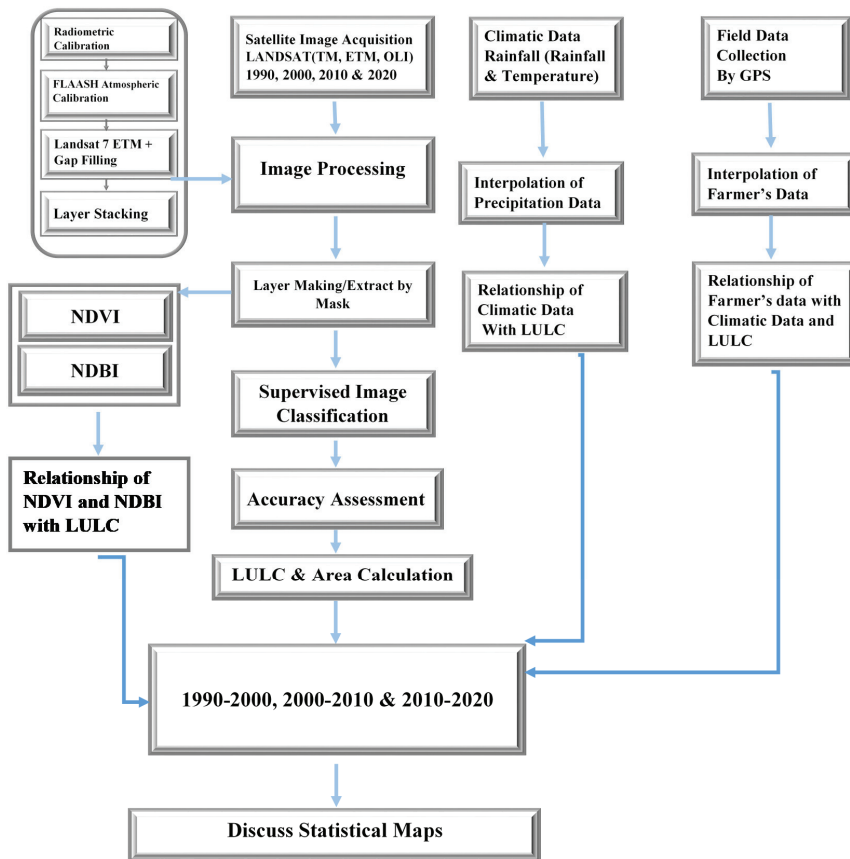 Radiometric
Calibration
FLAASH Atmospheric
Calibration
Landsat 7 ETM +
Gap Filling
Layer Stacking
Satellite Image Acquisition
LANDSAT(TM, ETM, OLI)
1990, 2000, 2010 & 2020
Climatic Data
Rainfall (Rainfall
& Temperature)
Field Data
Collection
By GPS
Image Processing
Interpolation of
Precipitation Data
Interpolation of
Farmer’s Data
Layer Making/Extract by
Mask
Relationship of
Climatic Data
With LULC
Relationship of
Farmer’s data with
Climatic Data and
LULC
NDVI
NDBI
Supervised Image
Classification
Relationship of
NDVI and NDBI
with LULC
Accuracy Assessment
LULC & Area Calculation
1990-2000, 2000-2010 & 2010-2020
Discuss Statistical Maps